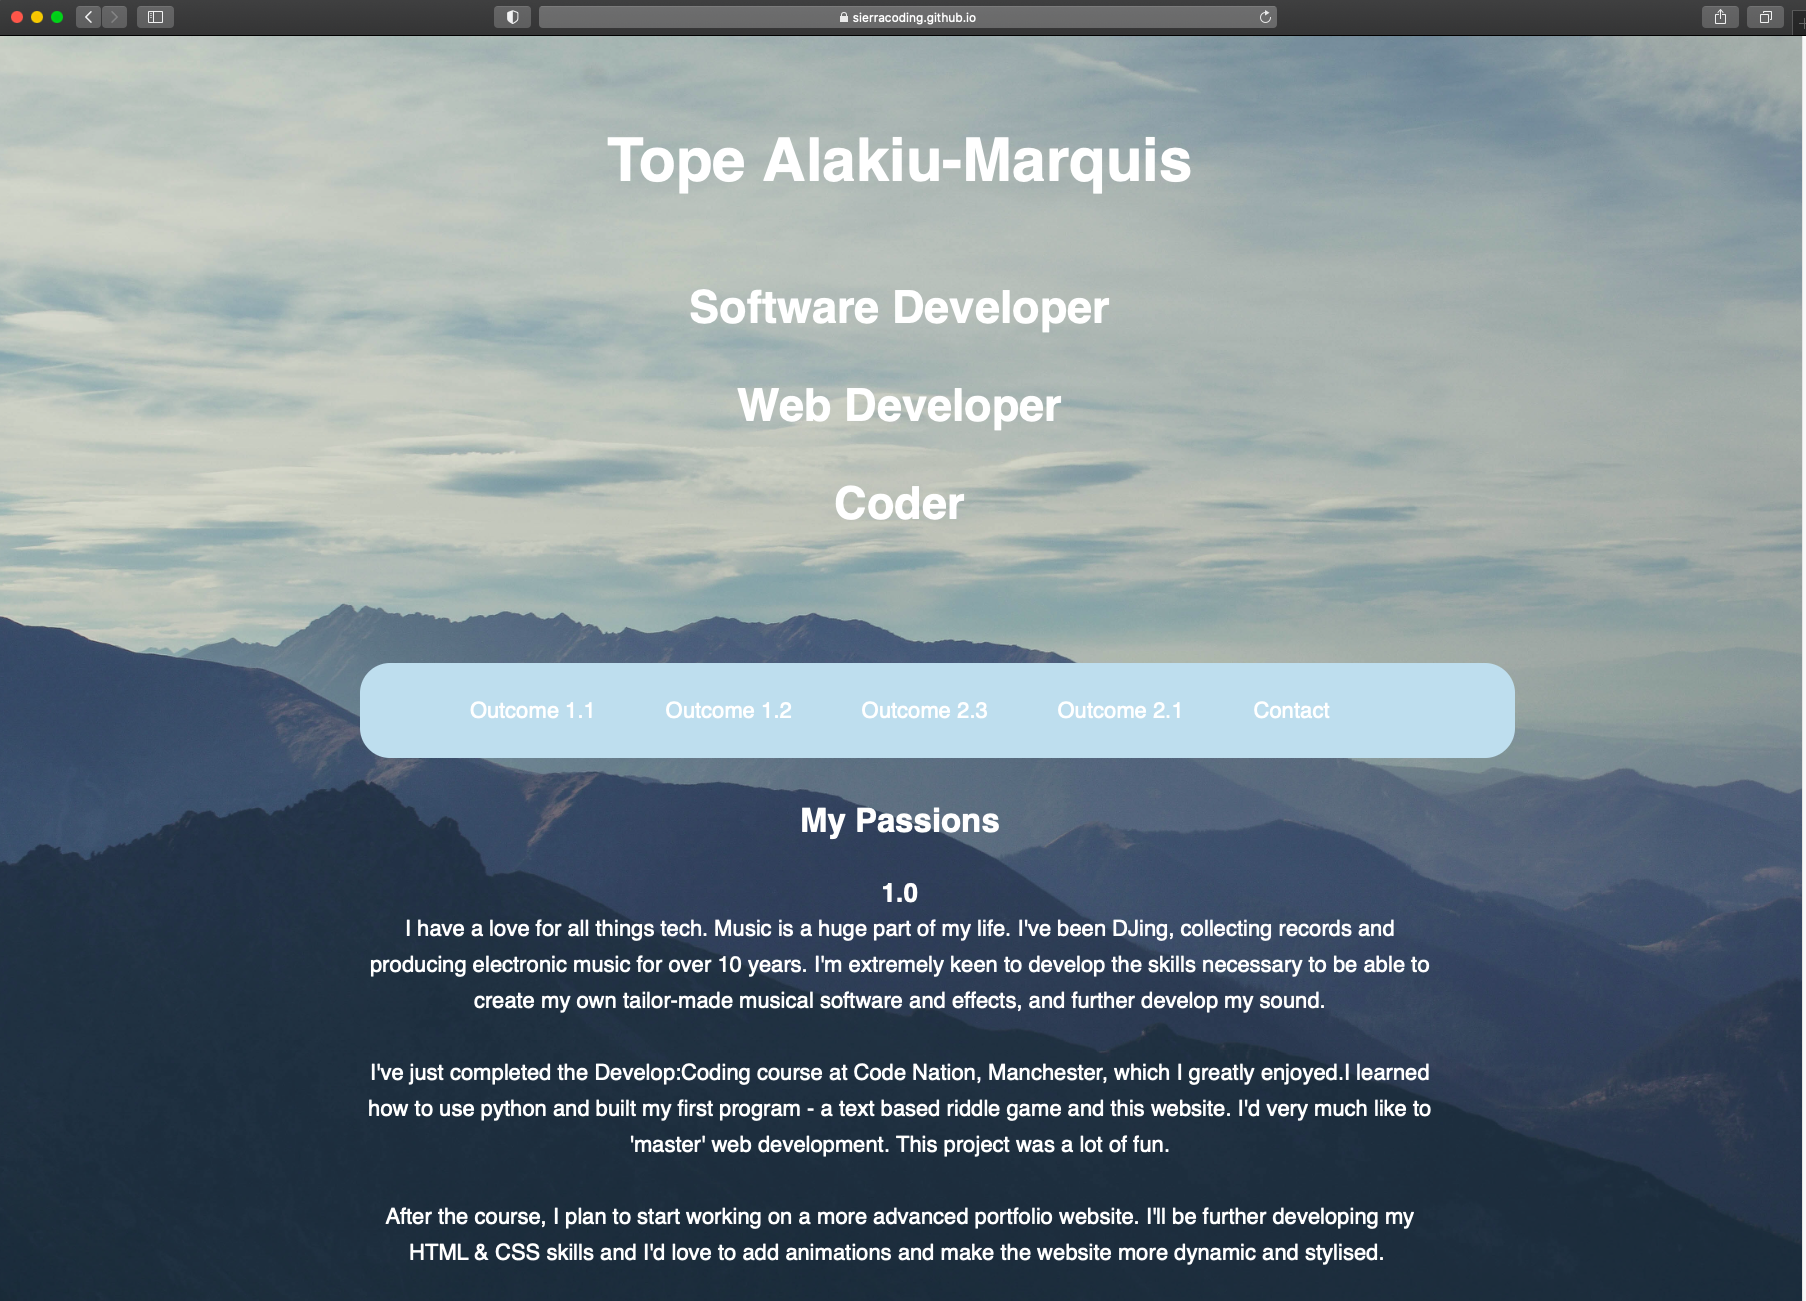 sierracoding.github.io
Tope Alakiu-Marquis
Software Developer
Web Developer
Coder
Outcome 1.1 Outcome 1.2 Outcome 2.3 Outcome 2.1 Contact
My Passions
1.0
I have a love for all things tech. Music is a huge part of my life. I've been DJing, collecting records and
producing electronic music for over 10 years. I'm extremely keen to develop the skills necessary to be able to
create my own tailor-made musical software and effects, and further develop my sound.
I've just completed the Develop:Coding course at Code Nation, Manchester, which I greatly enjoyed.I learned
how to use python and built my first program - a text based riddle game and this website. I'd very much like to
'master' web development. This project was a lot of fun.
After the course, I plan to start working on a more advanced portfolio website. I'll be further developing my
HTML & CSS skills and I'd love to add animations and make the website more dynamic and stylised.